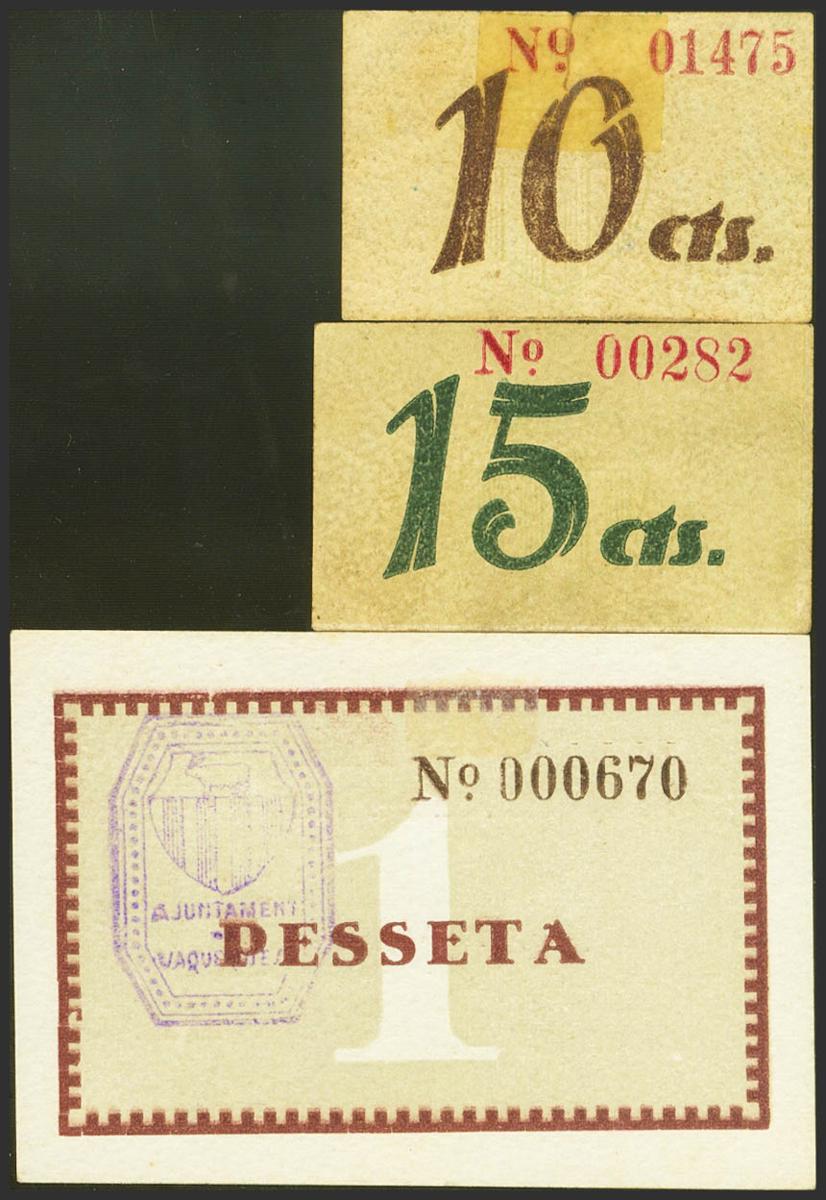 Nº 01475
10 cts.
Nº 00282
15 cts.
Nº 000670
1
PESSETA
AJUNTAMENT